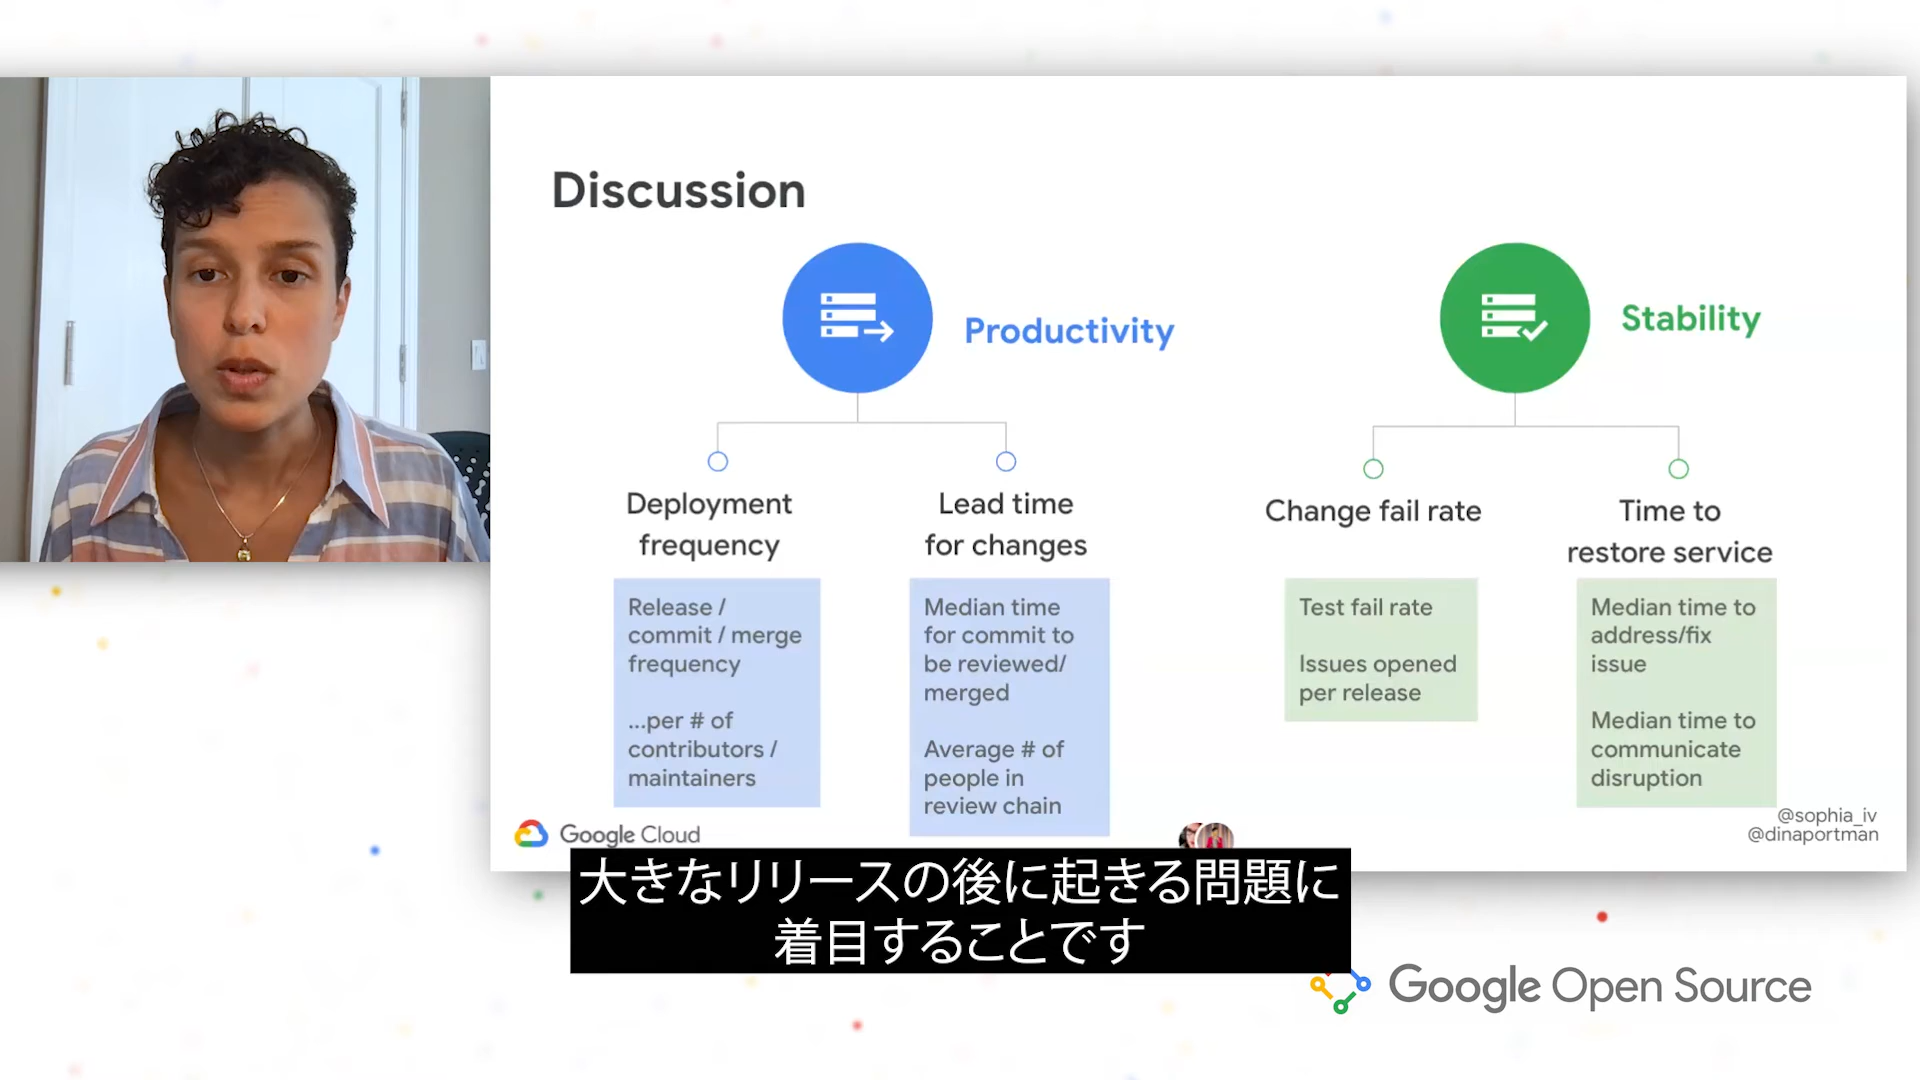 Discussion
Productivity
Deployment
frequency
Release /
commit / merge
frequency
...per # of
contributors /
maintainers
Lead time
for changes
Median time
for commit to
be reviewed/
merged
Average # of
people in
review chain
Stability
Change fail rate
Test fail rate
Issues opened
per release
Time to
restore service
Median time to
address/fix
issue
Median time to
communicate
disruption
@sophia_iv
@dinaportman
Google Cloud
大きなリリースの後に起きる問題に
着目することです
Google Open Source